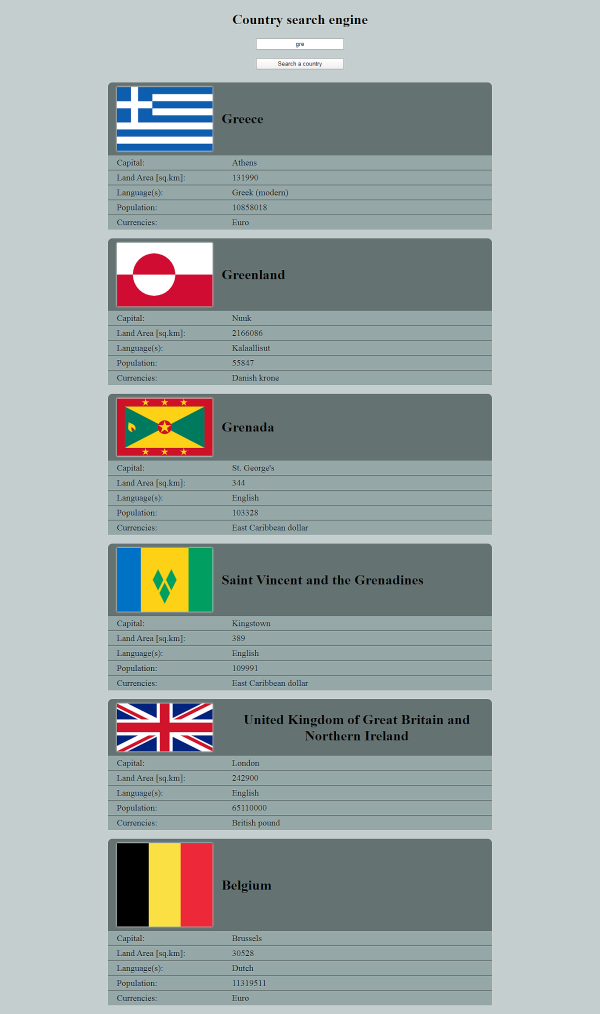 Country search engine
gre
Search a country
Greece
Capital: Athens
Land Area [sq.km]: 131990
Language(s): Greek (modern)
Population: 10858018
Currencies: Euro
Greenland
Capital: Nuuk
Land Area [sq.km]: 2166086
Language(s): Kalaallisut
Population: 55847
Currencies: Danish krone
Grenada
Capital: St. George's
Land Area [sq.km]: 344
Language(s): English
Population: 103328
Currencies: East Caribbean dollar
Saint Vincent and the Grenadines
Capital: Kingstown
Land Area [sq.km]: 389
Language(s): English
Population: 109991
Currencies: East Caribbean dollar
United Kingdom of Great Britain and
Northern Ireland
Capital: London
Land Area [sq.km]: 242900
Language(s): English
Population: 65110000
Currencies: British pound
Belgium
Capital: Brussels
Land Area [sq.km]: 30528
Language(s): Dutch
Population: 11319511
Currencies: Euro